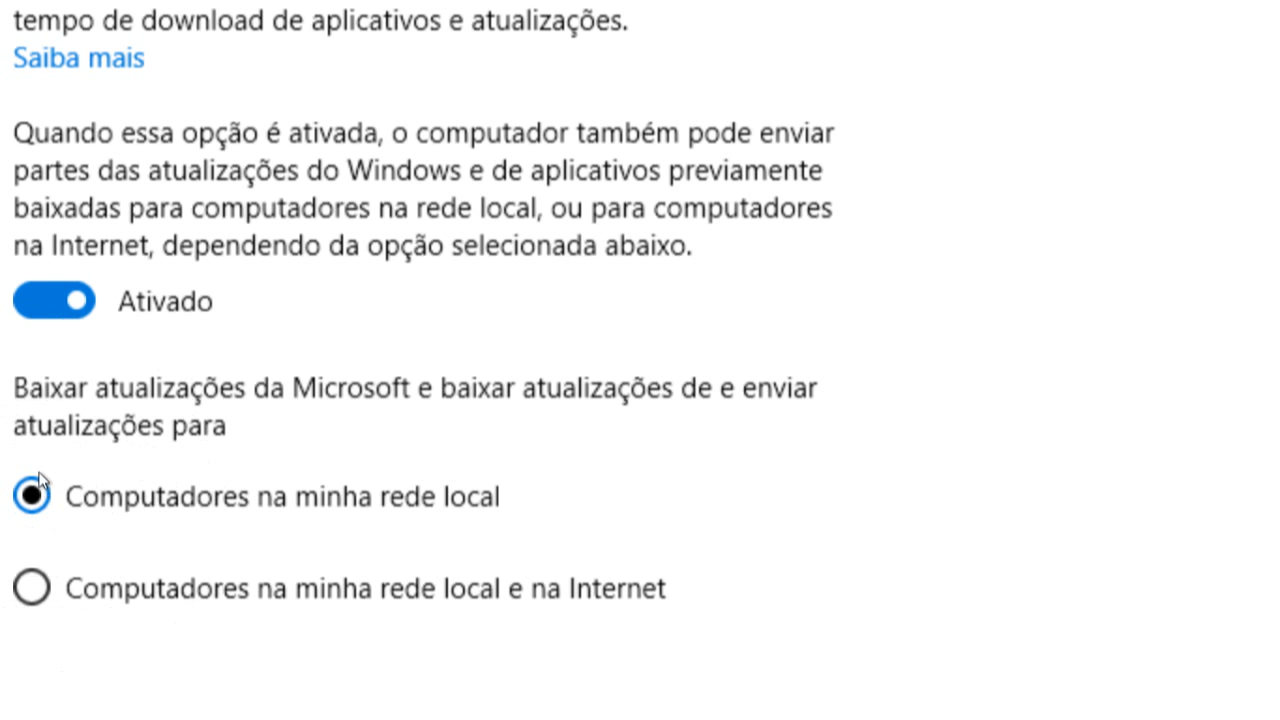 tempo de download de aplicativos e atualizações.
Saiba mais
Quando essa opção é ativada, o computador também pode enviar
partes das atualizações do Windows e de aplicativos previamente
baixadas para computadores na rede local, ou para computadores
na Internet, dependendo da opção selecionada abaixo.
Ativado
Baixar atualizações da Microsoft e baixar atualizações de e enviar
atualizações para
Computadores na minha rede local
Computadores na minha rede local e na Internet